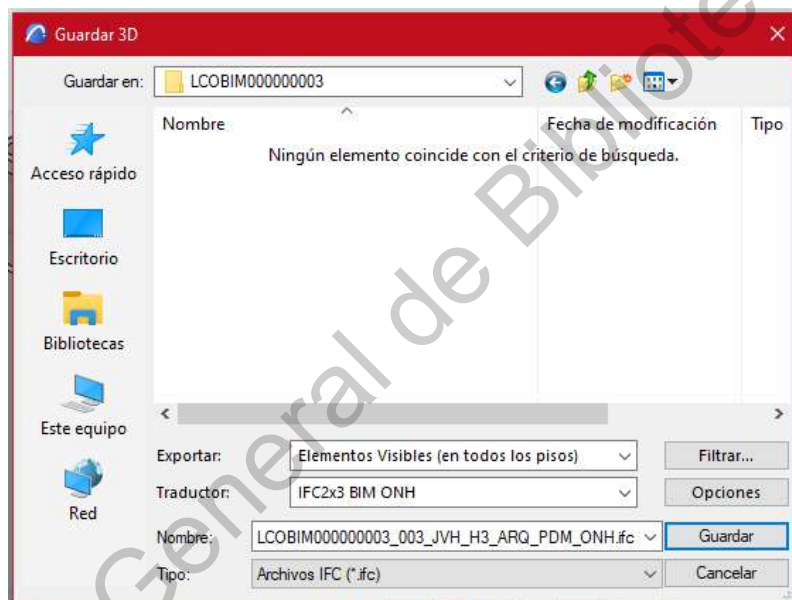 Guardar 3D
Guardar en: LCOBIM000000003
Nombre Fecha de modificación Tipo
Ningún elemento coincide con el criterio de búsqueda.
Acceso rápido
Escritorio
Bibliotecas
Este equipo
Red
Exportar: Elementos Visibles (en todos los pisos) Filtrar...
Traductor: IFC2x3 BIM ONH Opciones
Nombre: LCOBIM000000003_003_JVH_H3_ARQ_PDM_ONH.ifc Guardar
Tipo: Archivos IFC (*.ifc) Cancelar
General de Bibliote